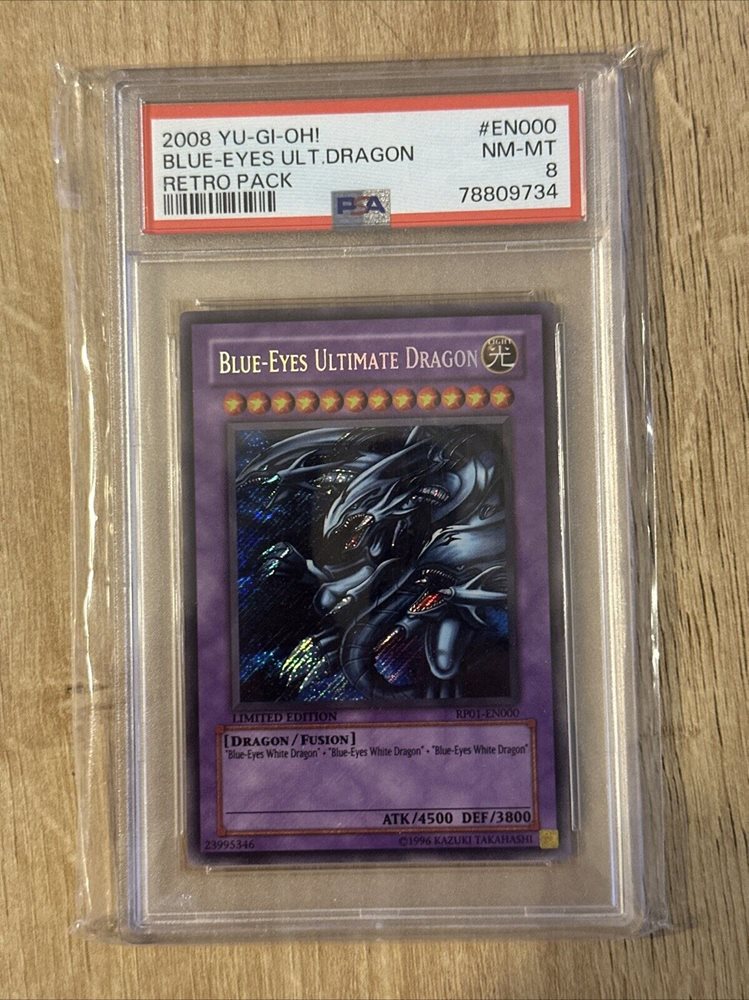 2008 YU-GI-OH! #EN000
BLUE-EYES ULT.DRAGON NM-MT
RETRO PACK 8
PSA 78809734
BLUE-EYES ULTIMATE DRAGON LIGHT 光
LIMITED EDITION RP01-EN000
[DRAGON/FUSION]
"Blue-Eyes White Dragon" + "Blue-Eyes White Dragon" + "Blue-Eyes White Dragon"
ATK/4500 DEF/3800
23995346 ©1996 KAZUKI TAKAHASHI